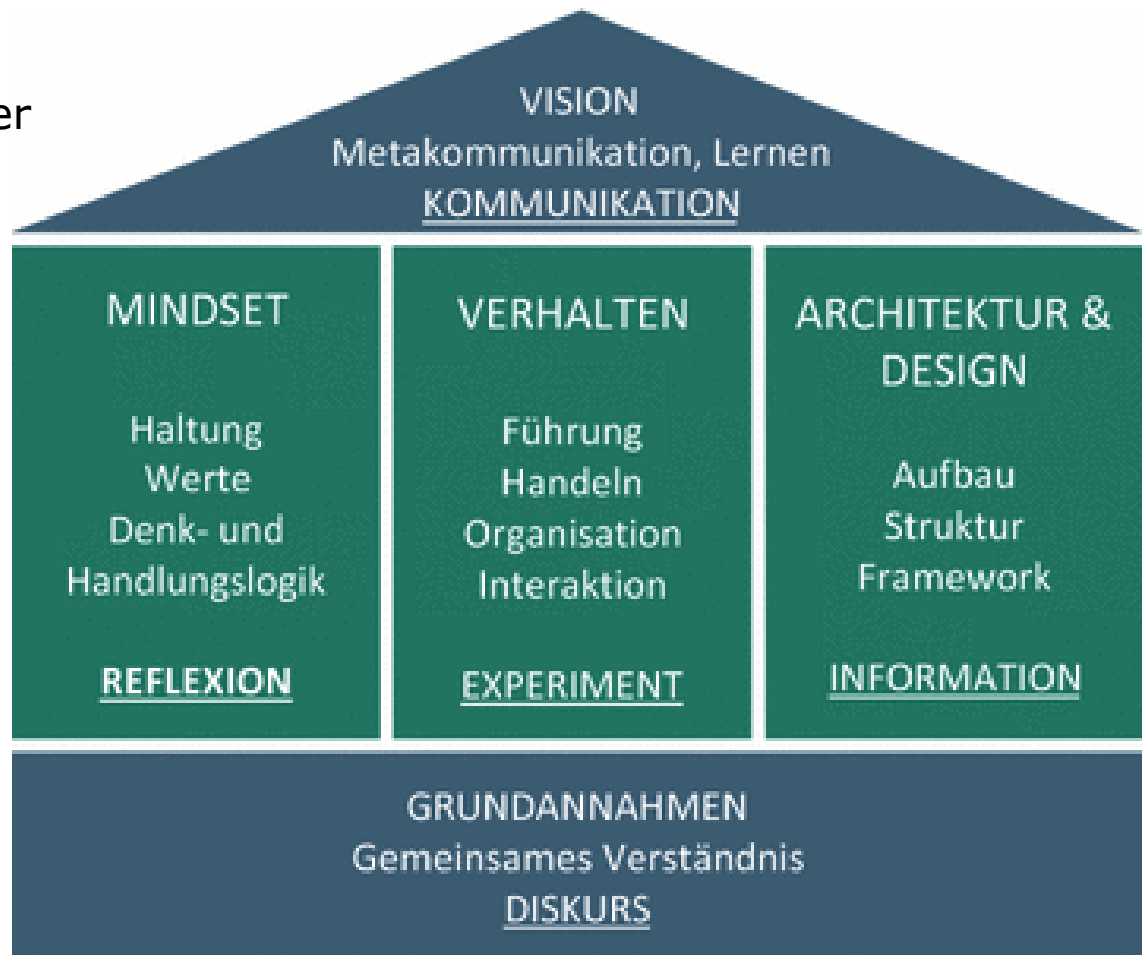 er
VISION
Metakommunikation, Lernen
KOMMUNIKATION
MINDSET
Haltung
Werte
Denk- und
Handlungslogik
REFLEXION
VERHALTEN
Führung
Handeln
Organisation
Interaktion
EXPERIMENT
ARCHITEKTUR &
DESIGN
Aufbau
Struktur
Framework
INFORMATION
GRUNDANNAHMEN
Gemeinsames Verständnis
DISKURS